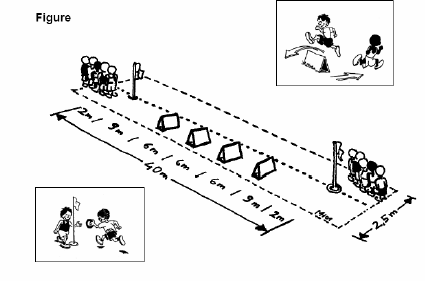 Figure
2m / 9m / 6m / 6m / 6m / 9m / 2m
40m
2,5m